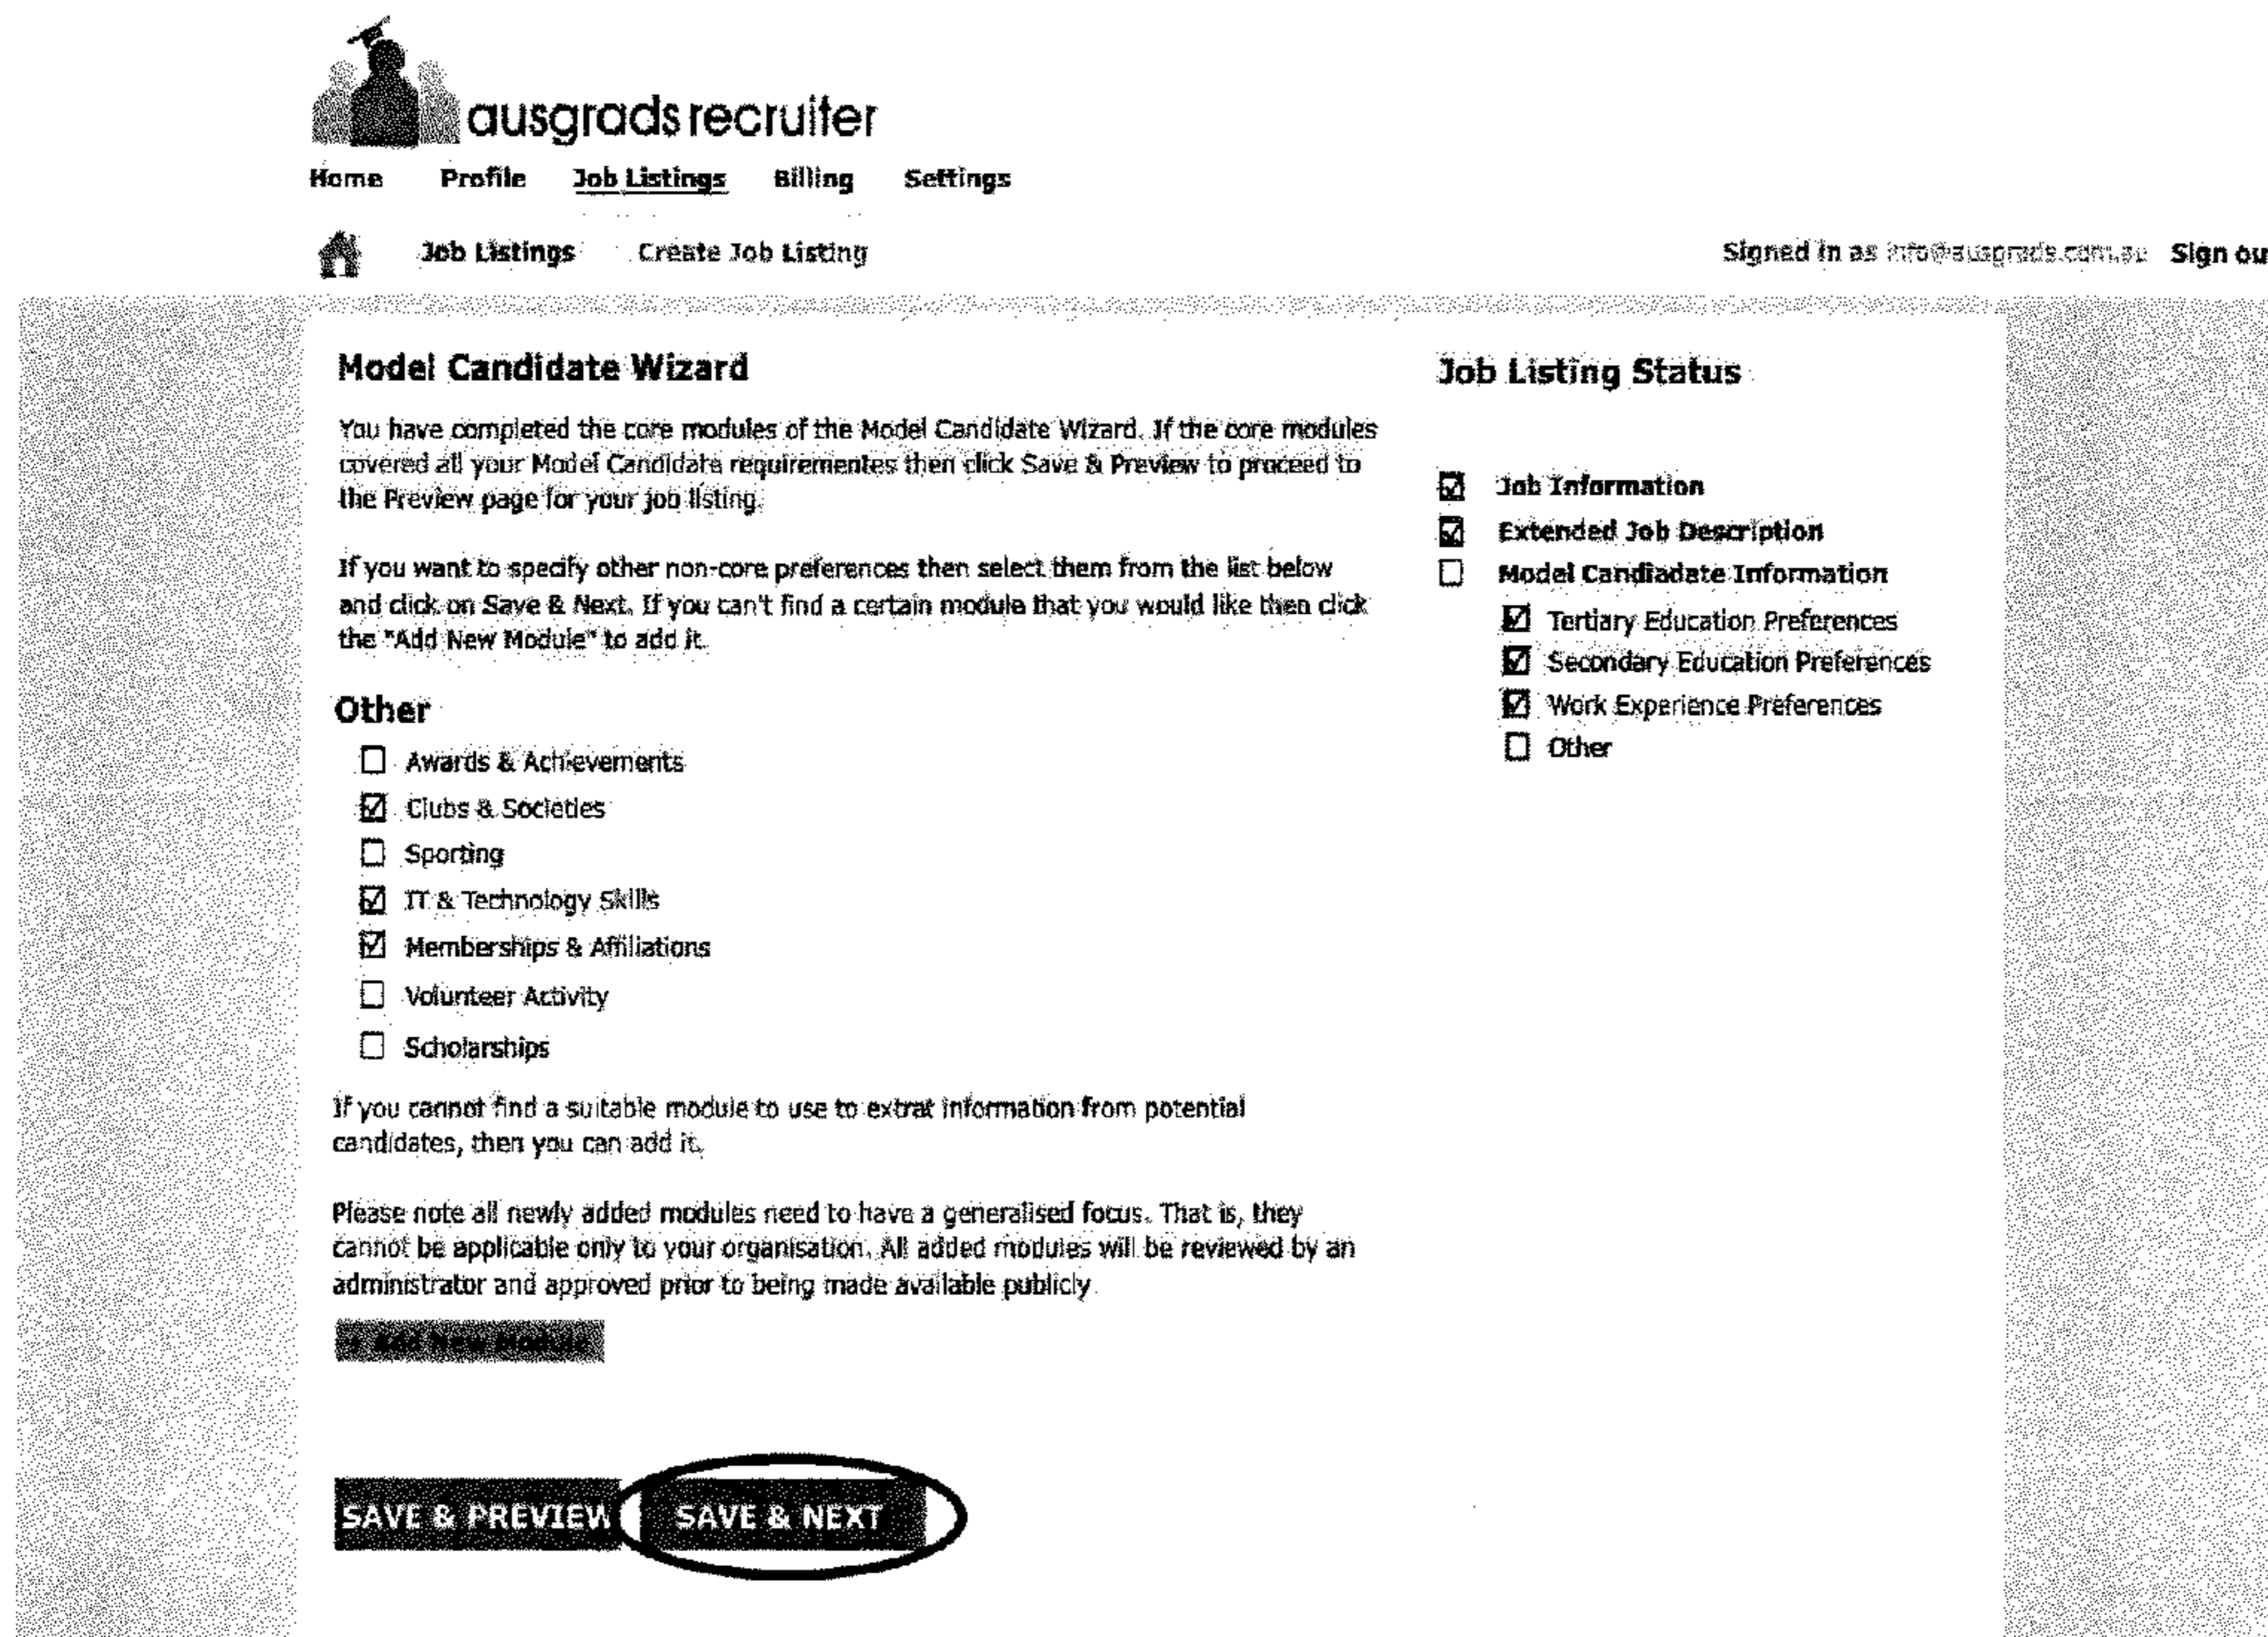 ausgrads recruiter
Home Profile Job Listings Billing Settings
Job Listings Create Job Listing Signed in as info@ausgrads.com.au Sign ou
Model Candidate Wizard
You have completed the core modules of the Model Candidate Wizard. If the core modules
covered all your Model Candidate requirementes then click Save & Preview to proceed to
the Preview page for your job listing.
If you want to specify other non-core preferences then select them from the list below
and click on Save & Next. If you can't find a certain module that you would like then click
the "Add New Module" to add it.
Other
Awards & Achievements
Clubs & Societies
Sporting
IT & Technology Skills
Memberships & Affiliations
Volunteer Activity
Scholarships
If you cannot find a suitable module to use to extrat information from potential
candidates, then you can add it.
Please note all newly added modules need to have a generalised focus. That is, they
cannot be applicable only to your organisation. All added modules will be reviewed by an
administrator and approved prior to being made available publicly.
+ Add New Module
SAVE & PREVIEW SAVE & NEXT
Job Listing Status
Job Information
Extended Job Description
Model Candiadate Information
Tertiary Education Preferences
Secondary Education Preferences
Work Experience Preferences
Other